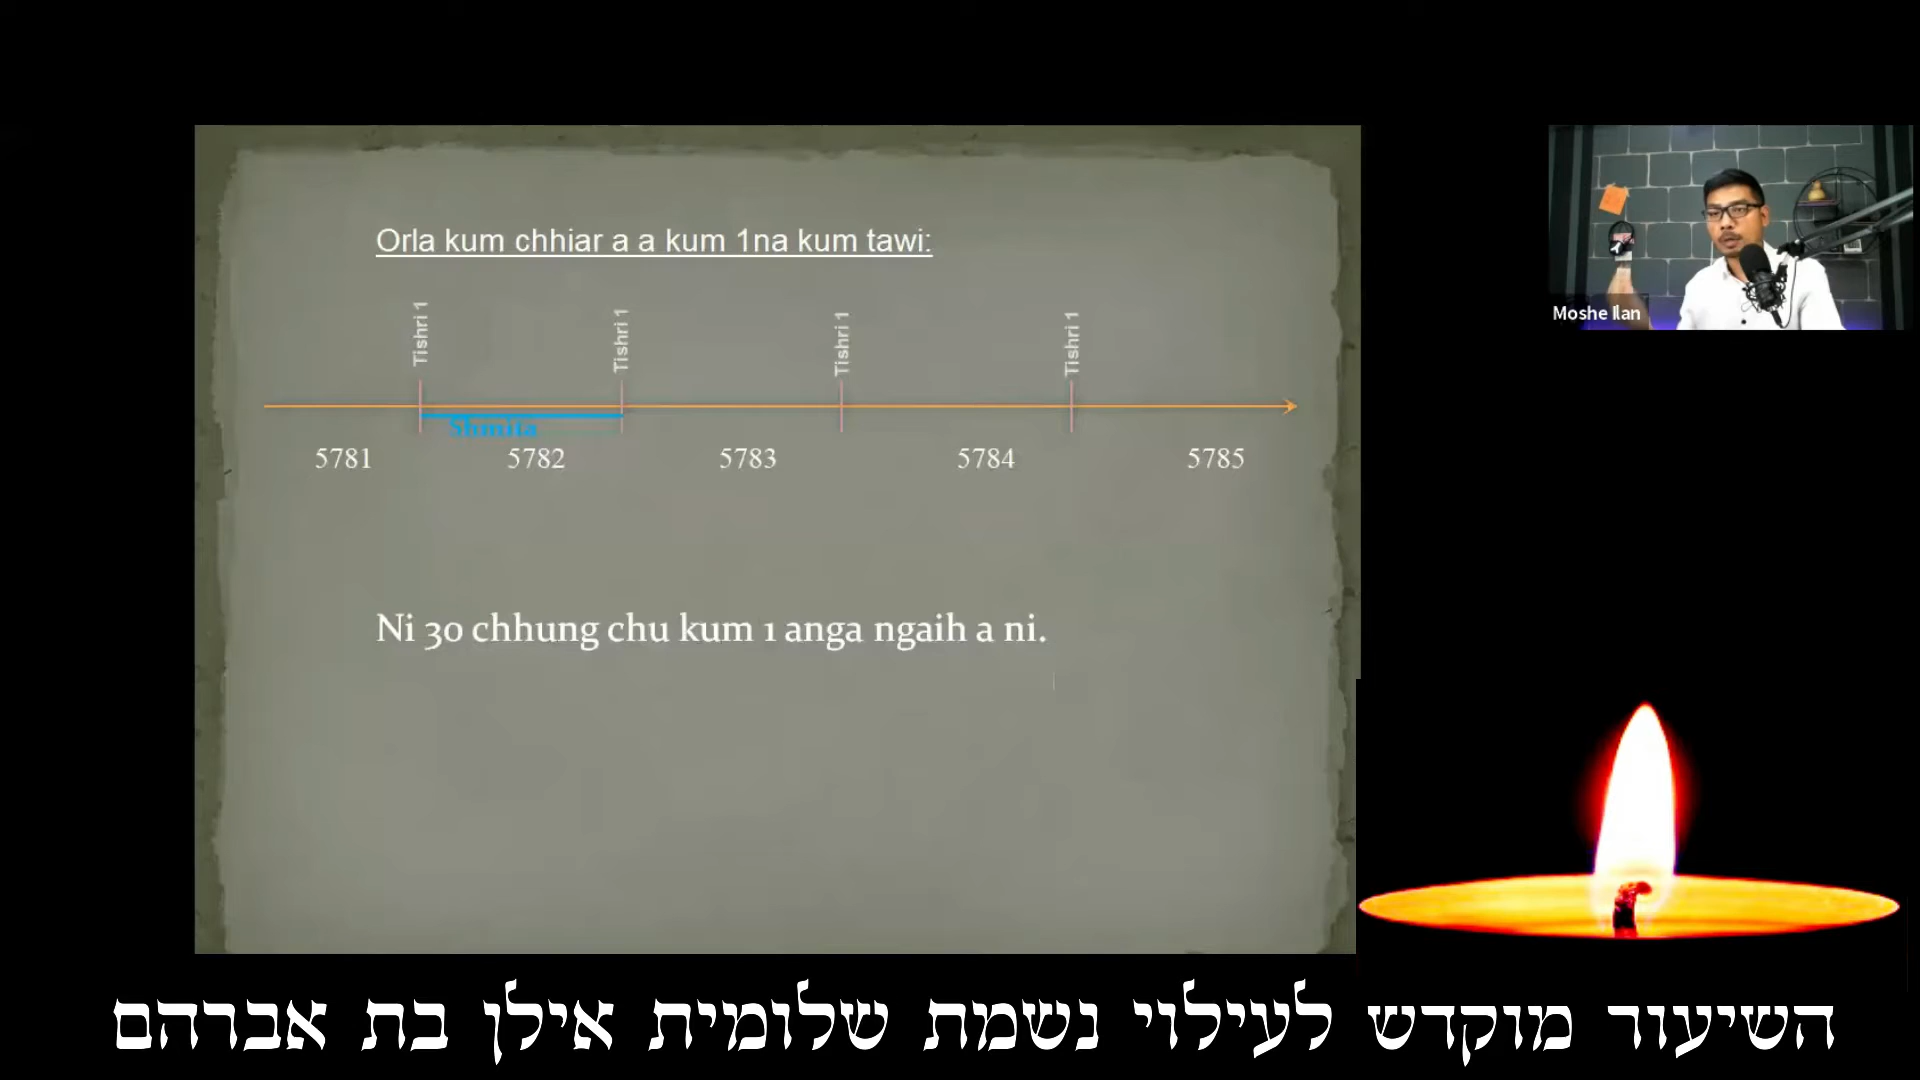 Orla kum chhiar a a kum 1na kum tawi:
Tishri 1 Tishri 1 Tishri 1 Tishri 1
Shmita
5781 5782 5783 5784 5785
Ni 30 chhung chu kum 1 anga ngaih a ni.
Moshe Ilan
השיעור מוקדש לעילוי נשמת שלומית אילן בת אברהם